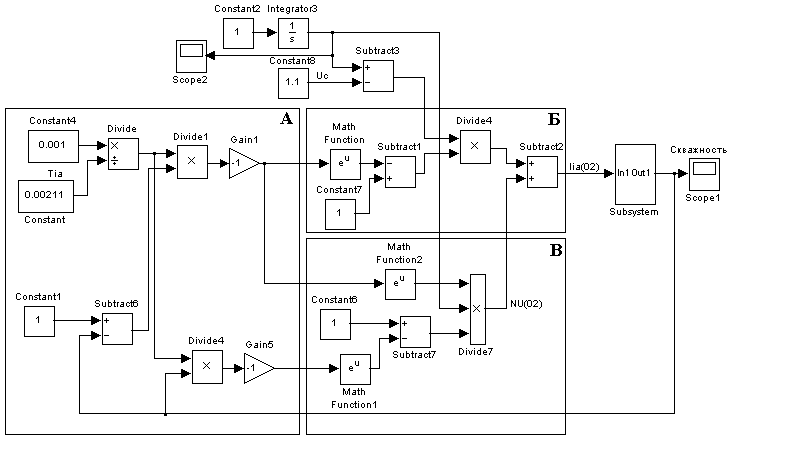 Constant2
Integrator3
1
1
s
Scope2
Constant8
1.1
Uc
Subtract3
+
−
А
Constant4
0.001
Tia
0.00211
Constant
Divide
×
÷
Divide1
×
Gain1
-1
Constant1
1
Subtract6
+
−
Divide4
×
Gain5
-1
Б
Math
Function
e^u
Subtract1
−
+
Constant7
1
Divide4
×
Subtract2
+
+
Iia(02)
In1 Out1
Subsystem
Скважность
Scope1
В
Math
Function2
e^u
Constant6
1
+
−
Subtract7
×
Divide7
NU(02)
e^u
Math
Function1